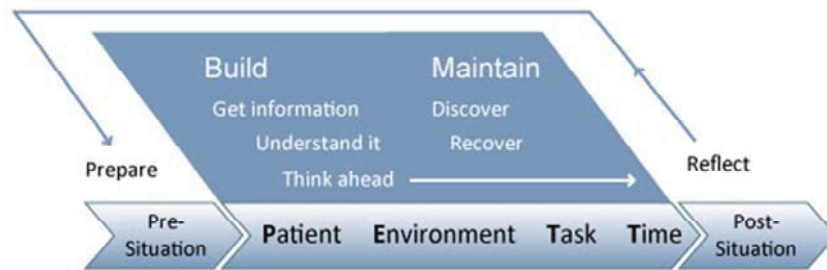 Build
Maintain
Get information
Discover
Understand it
Recover
Think ahead
Prepare
Reflect
Pre-
Situation
Patient Environment Task Time
Post-
Situation